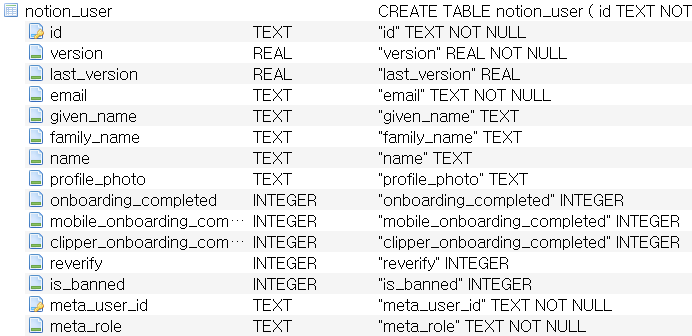 notion_user CREATE TABLE notion_user ( id TEXT NOT
id TEXT "id" TEXT NOT NULL
version REAL "version" REAL NOT NULL
last_version REAL "last_version" REAL
email TEXT "email" TEXT NOT NULL
given_name TEXT "given_name" TEXT
family_name TEXT "family_name" TEXT
name TEXT "name" TEXT
profile_photo TEXT "profile_photo" TEXT
onboarding_completed INTEGER "onboarding_completed" INTEGER
mobile_onboarding_com··· INTEGER "mobile_onboarding_completed" INTEGER
clipper_onboarding_com··· INTEGER "clipper_onboarding_completed" INTEGER
reverify INTEGER "reverify" INTEGER
is_banned INTEGER "is_banned" INTEGER
meta_user_id TEXT "meta_user_id" TEXT NOT NULL
meta_role TEXT "meta_role" TEXT NOT NULL